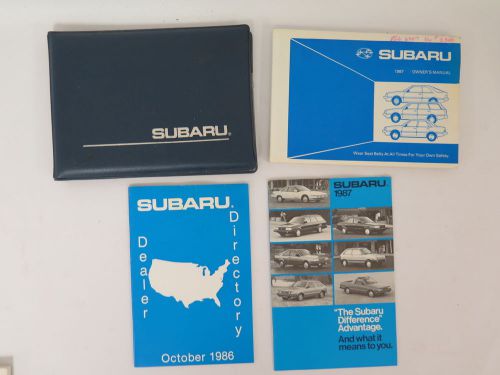 SUBARU®
SUBARU
1987 OWNER'S MANUAL
Wear Seat Belts At All Times For Your Own Safety.
SUBARU®
Dealer
Directory
October 1986
SUBARU®
1987
"The Subaru
Difference"
Advantage.
And what it
means to you.